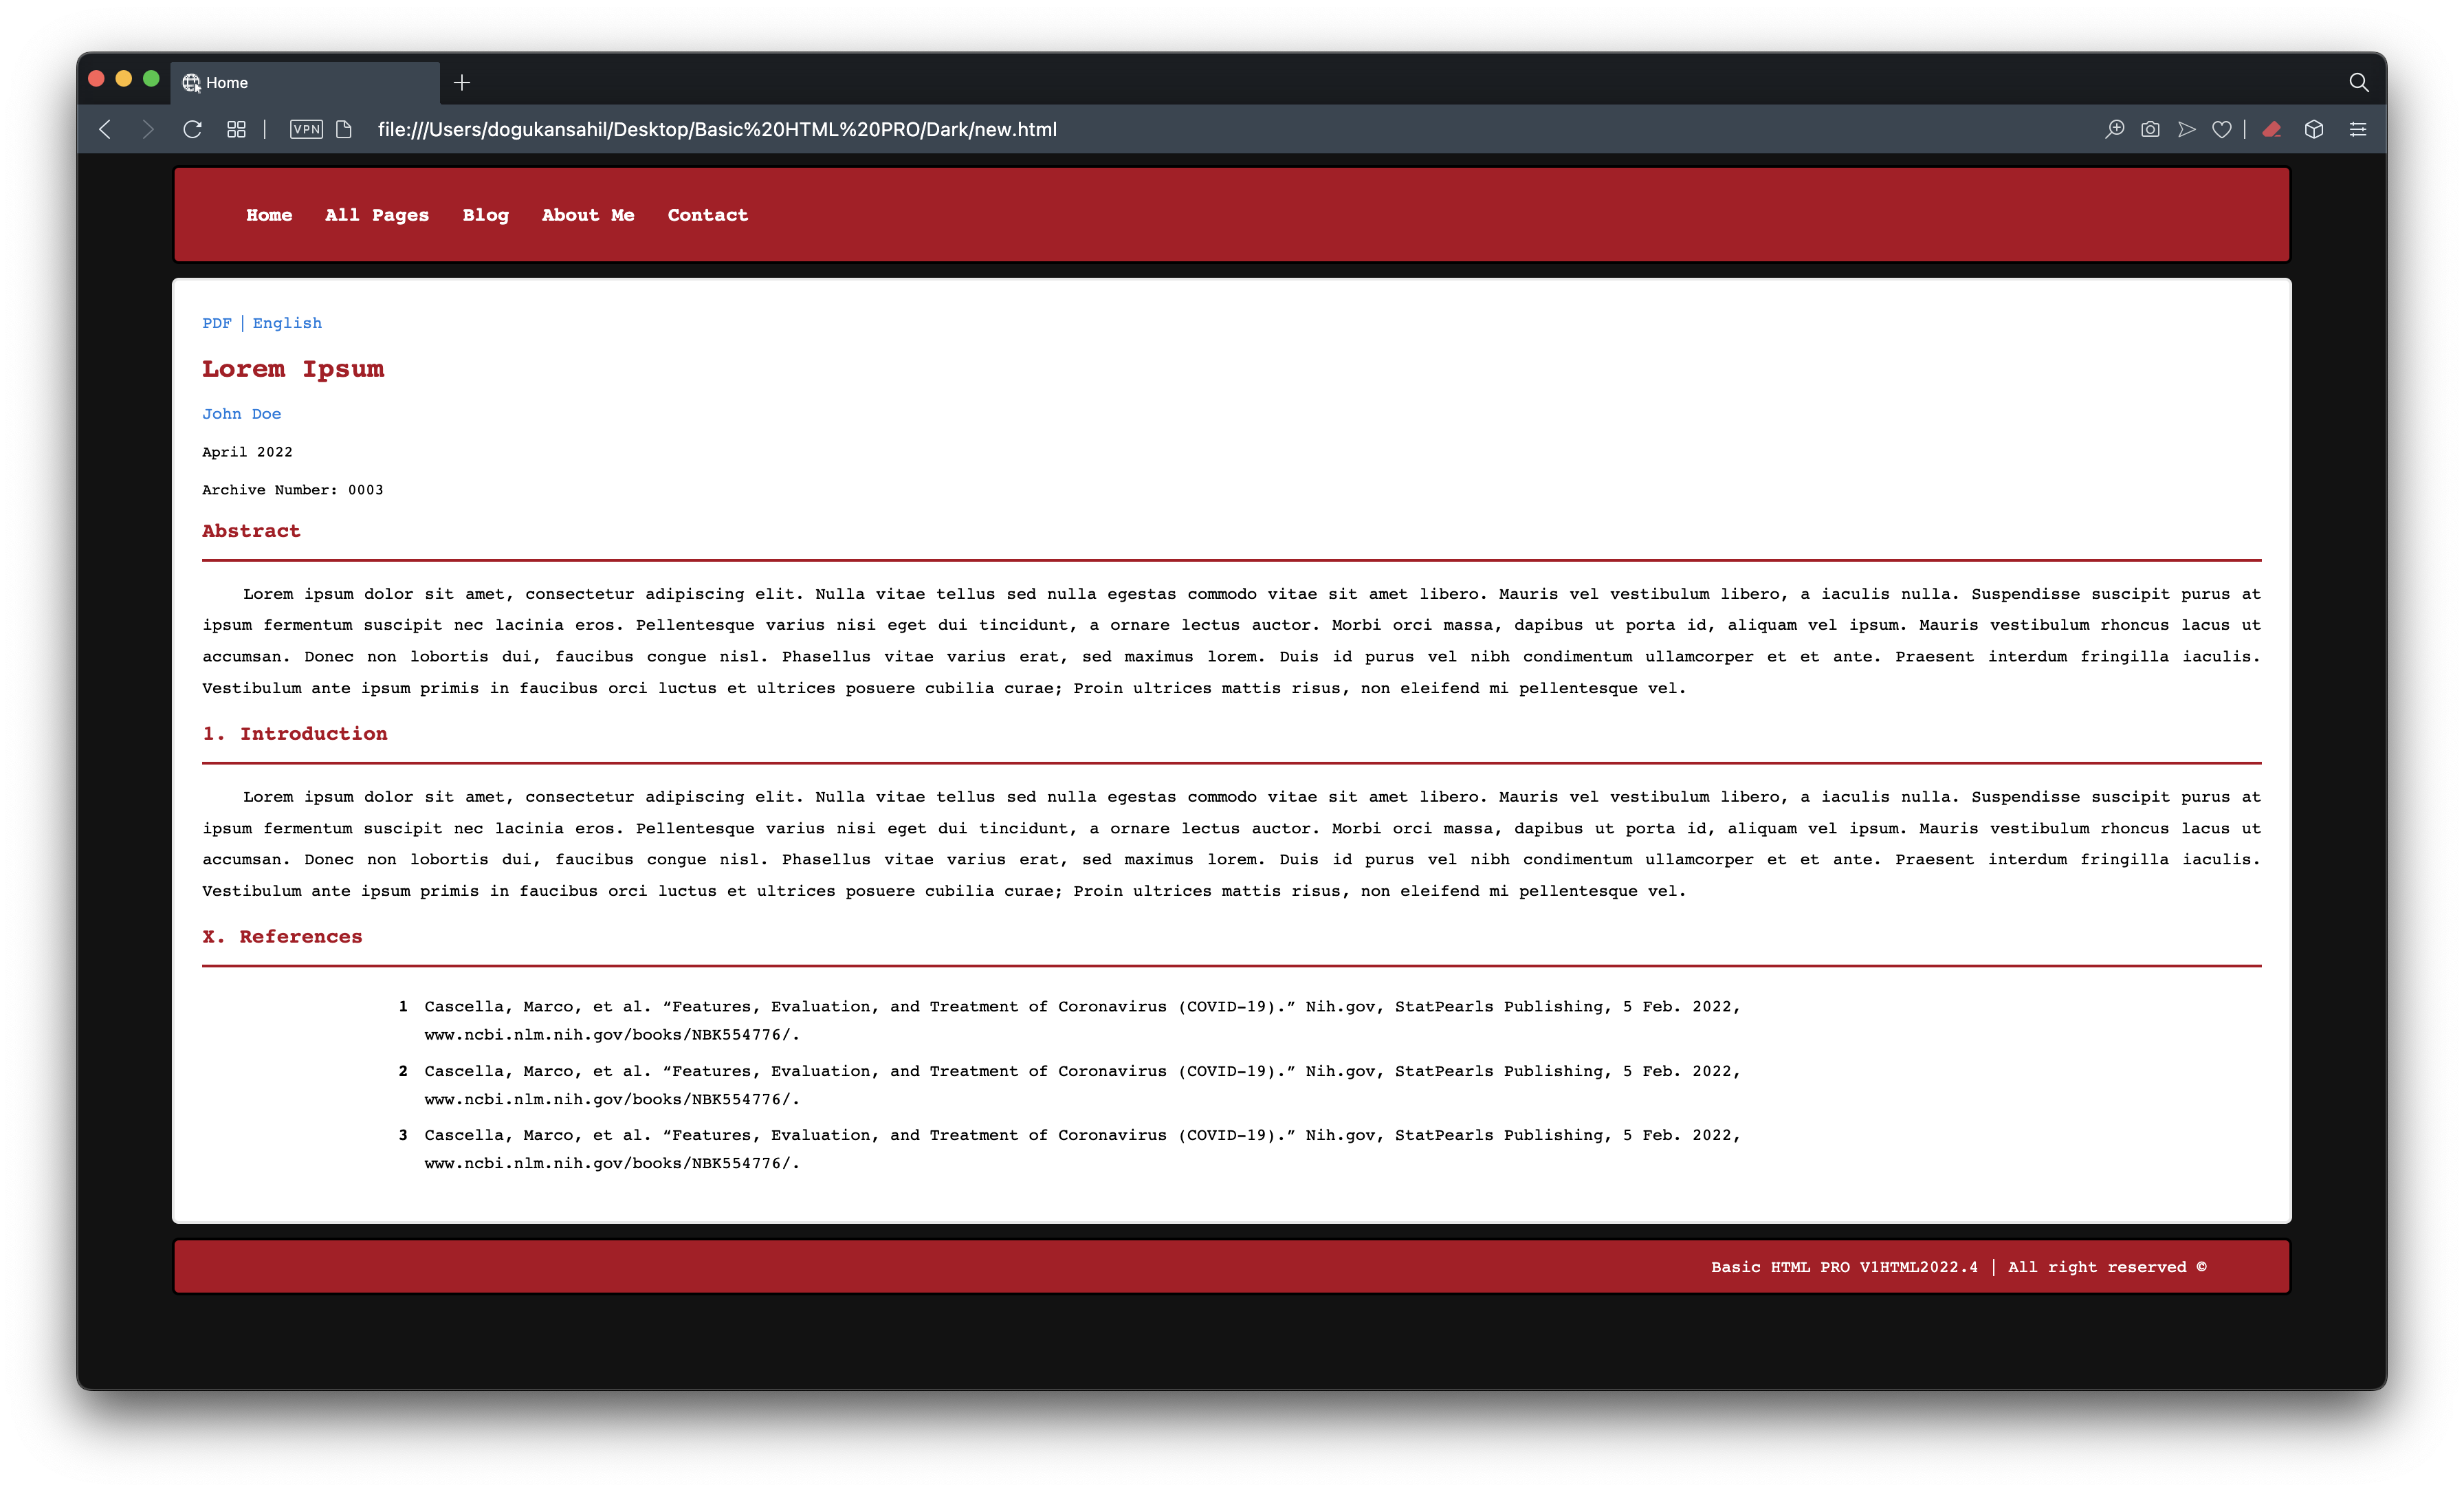 Home
VPN
file:///Users/dogukansahil/Desktop/Basic%20HTML%20PRO/Dark/new.html
Home All Pages Blog About Me Contact
PDF | English
Lorem Ipsum
John Doe
April 2022
Archive Number: 0003
Abstract
Lorem ipsum dolor sit amet, consectetur adipiscing elit. Nulla vitae tellus sed nulla egestas commodo vitae sit amet libero. Mauris vel vestibulum libero, a iaculis nulla. Suspendisse suscipit purus at
ipsum fermentum suscipit nec lacinia eros. Pellentesque varius nisi eget dui tincidunt, a ornare lectus auctor. Morbi orci massa, dapibus ut porta id, aliquam vel ipsum. Mauris vestibulum rhoncus lacus ut
accumsan. Donec non lobortis dui, faucibus congue nisl. Phasellus vitae varius erat, sed maximus lorem. Duis id purus vel nibh condimentum ullamcorper et et ante. Praesent interdum fringilla iaculis.
Vestibulum ante ipsum primis in faucibus orci luctus et ultrices posuere cubilia curae; Proin ultrices mattis risus, non eleifend mi pellentesque vel.
1. Introduction
Lorem ipsum dolor sit amet, consectetur adipiscing elit. Nulla vitae tellus sed nulla egestas commodo vitae sit amet libero. Mauris vel vestibulum libero, a iaculis nulla. Suspendisse suscipit purus at
ipsum fermentum suscipit nec lacinia eros. Pellentesque varius nisi eget dui tincidunt, a ornare lectus auctor. Morbi orci massa, dapibus ut porta id, aliquam vel ipsum. Mauris vestibulum rhoncus lacus ut
accumsan. Donec non lobortis dui, faucibus congue nisl. Phasellus vitae varius erat, sed maximus lorem. Duis id purus vel nibh condimentum ullamcorper et et ante. Praesent interdum fringilla iaculis.
Vestibulum ante ipsum primis in faucibus orci luctus et ultrices posuere cubilia curae; Proin ultrices mattis risus, non eleifend mi pellentesque vel.
X. References
1 Cascella, Marco, et al. “Features, Evaluation, and Treatment of Coronavirus (COVID-19).” Nih.gov, StatPearls Publishing, 5 Feb. 2022,
www.ncbi.nlm.nih.gov/books/NBK554776/.
2 Cascella, Marco, et al. “Features, Evaluation, and Treatment of Coronavirus (COVID-19).” Nih.gov, StatPearls Publishing, 5 Feb. 2022,
www.ncbi.nlm.nih.gov/books/NBK554776/.
3 Cascella, Marco, et al. “Features, Evaluation, and Treatment of Coronavirus (COVID-19).” Nih.gov, StatPearls Publishing, 5 Feb. 2022,
www.ncbi.nlm.nih.gov/books/NBK554776/.
Basic HTML PRO V1HTML2022.4 | All right reserved ©